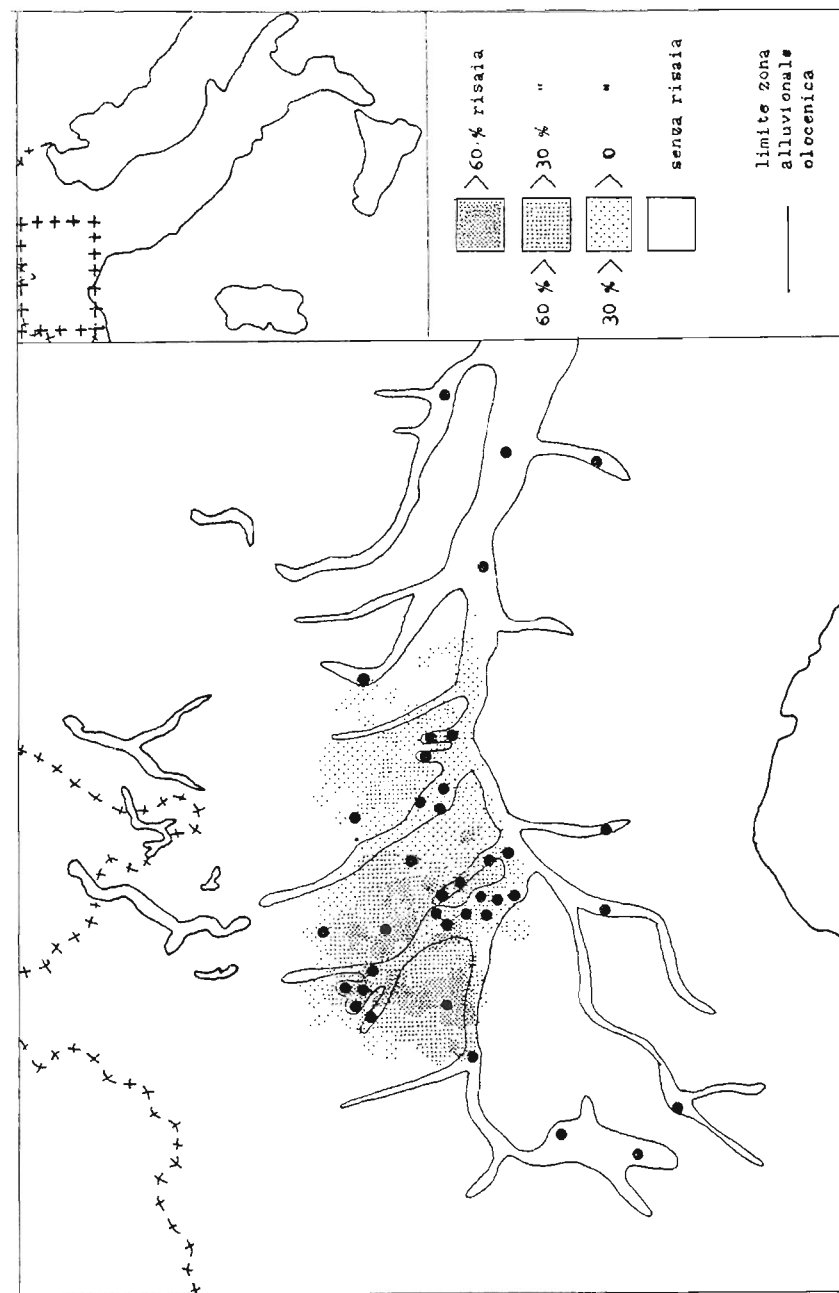 >60.% risaia
60 % > >30 % "
30 % > >0 "
senza risaia
limite zona
alluvionale
olocenica